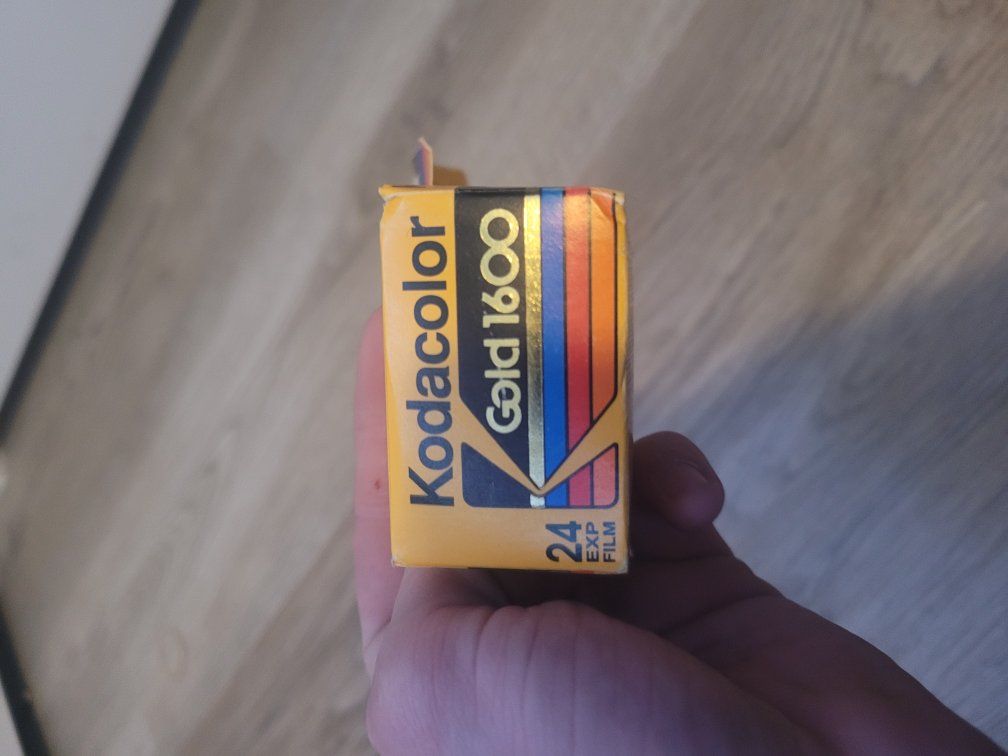 Kodacolor
Gold 1600
24
EXP
FILM